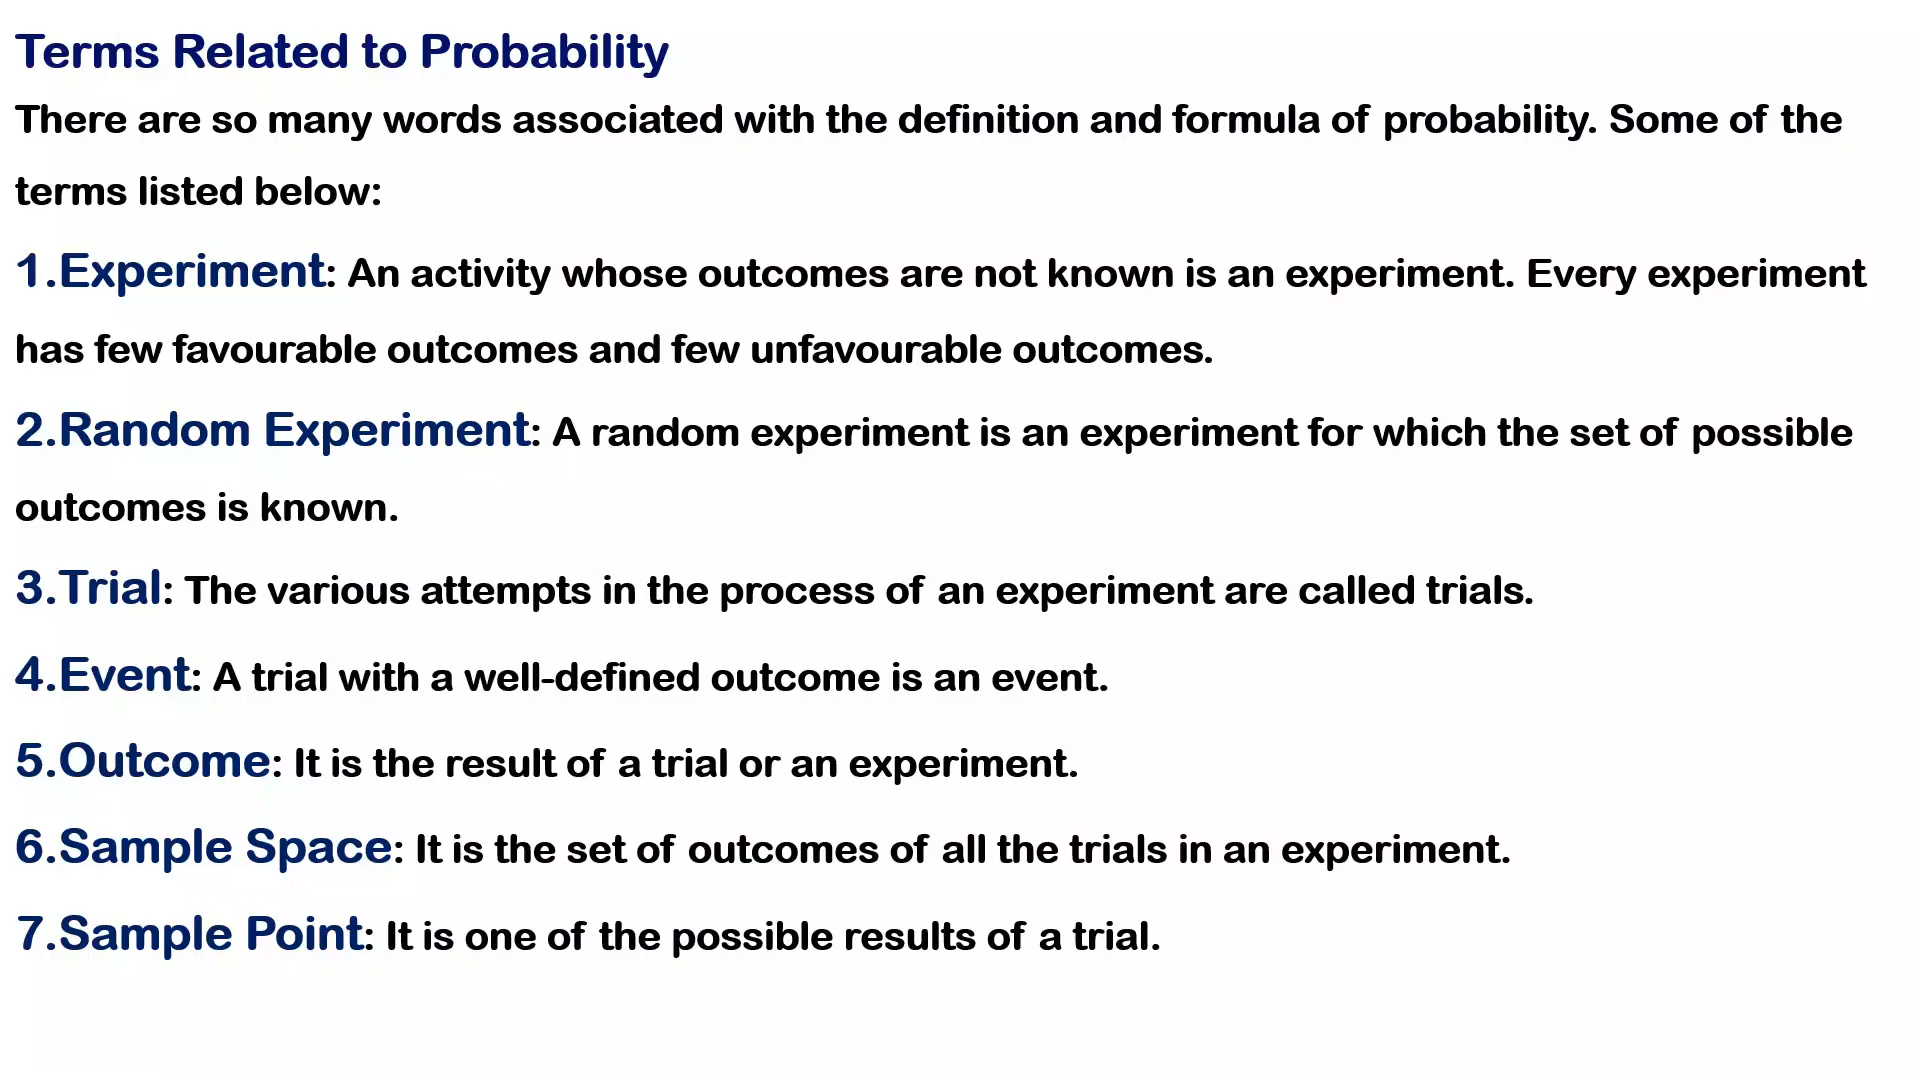 Terms Related to Probability
There are so many words associated with the definition and formula of probability. Some of the
terms listed below:
1.Experiment: An activity whose outcomes are not known is an experiment. Every experiment
has few favourable outcomes and few unfavourable outcomes.
2.Random Experiment: A random experiment is an experiment for which the set of possible
outcomes is known.
3.Trial: The various attempts in the process of an experiment are called trials.
4.Event: A trial with a well-defined outcome is an event.
5.Outcome: It is the result of a trial or an experiment.
6.Sample Space: It is the set of outcomes of all the trials in an experiment.
7.Sample Point: It is one of the possible results of a trial.